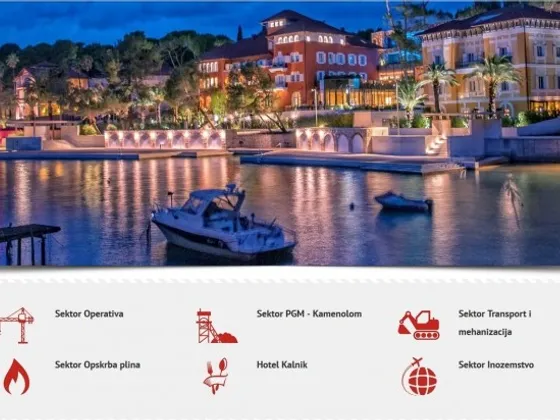 Sektor Operativa
Sektor PGM - Kamenolom
Sektor Transport i
mehanizacija
Sektor Opskrba plina
Hotel Kalnik
Sektor Inozemstvo